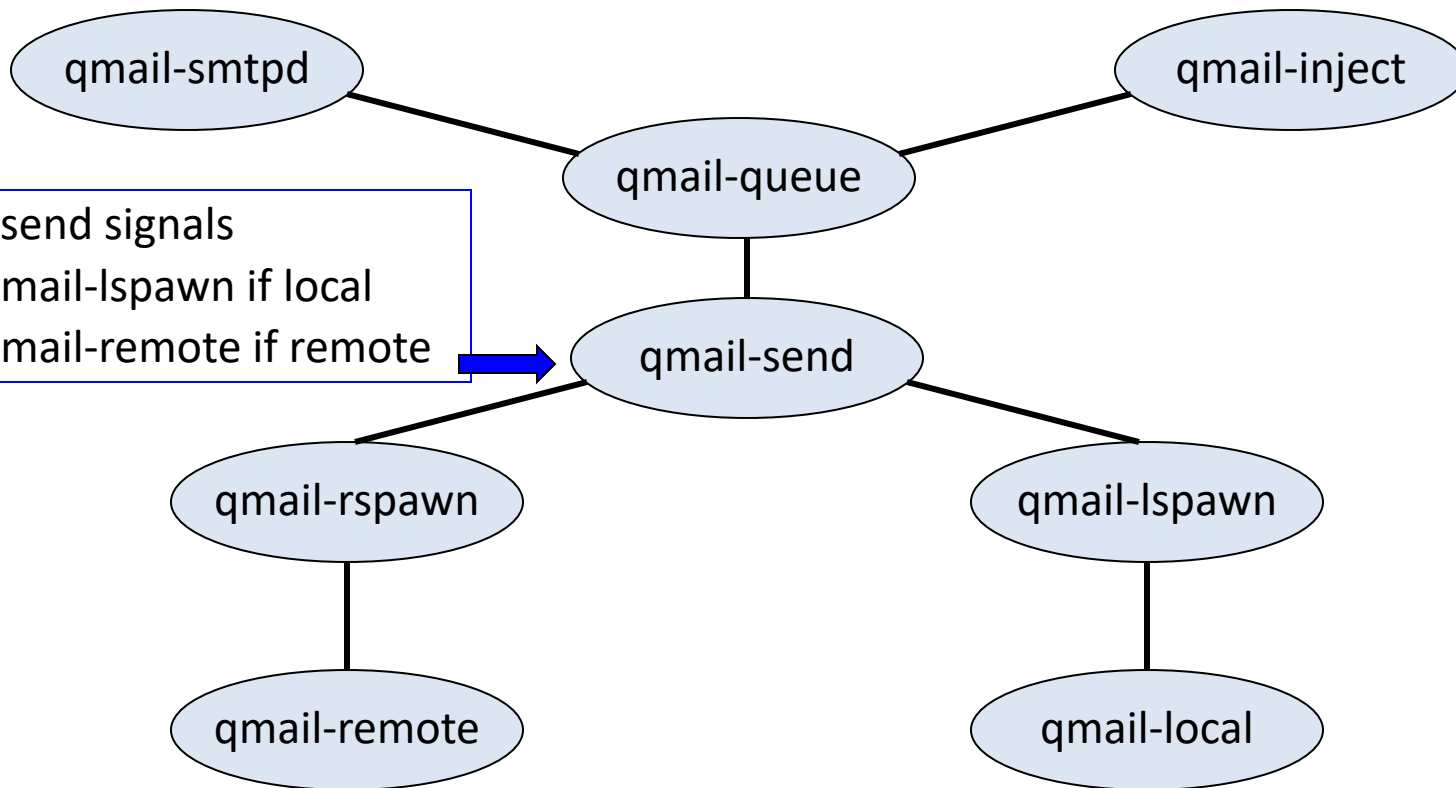 qmail-smtpd
qmail-inject
qmail-queue
send signals
mail-lspawn if local
mail-remote if remote
qmail-send
qmail-rspawn
qmail-lspawn
qmail-remote
qmail-local